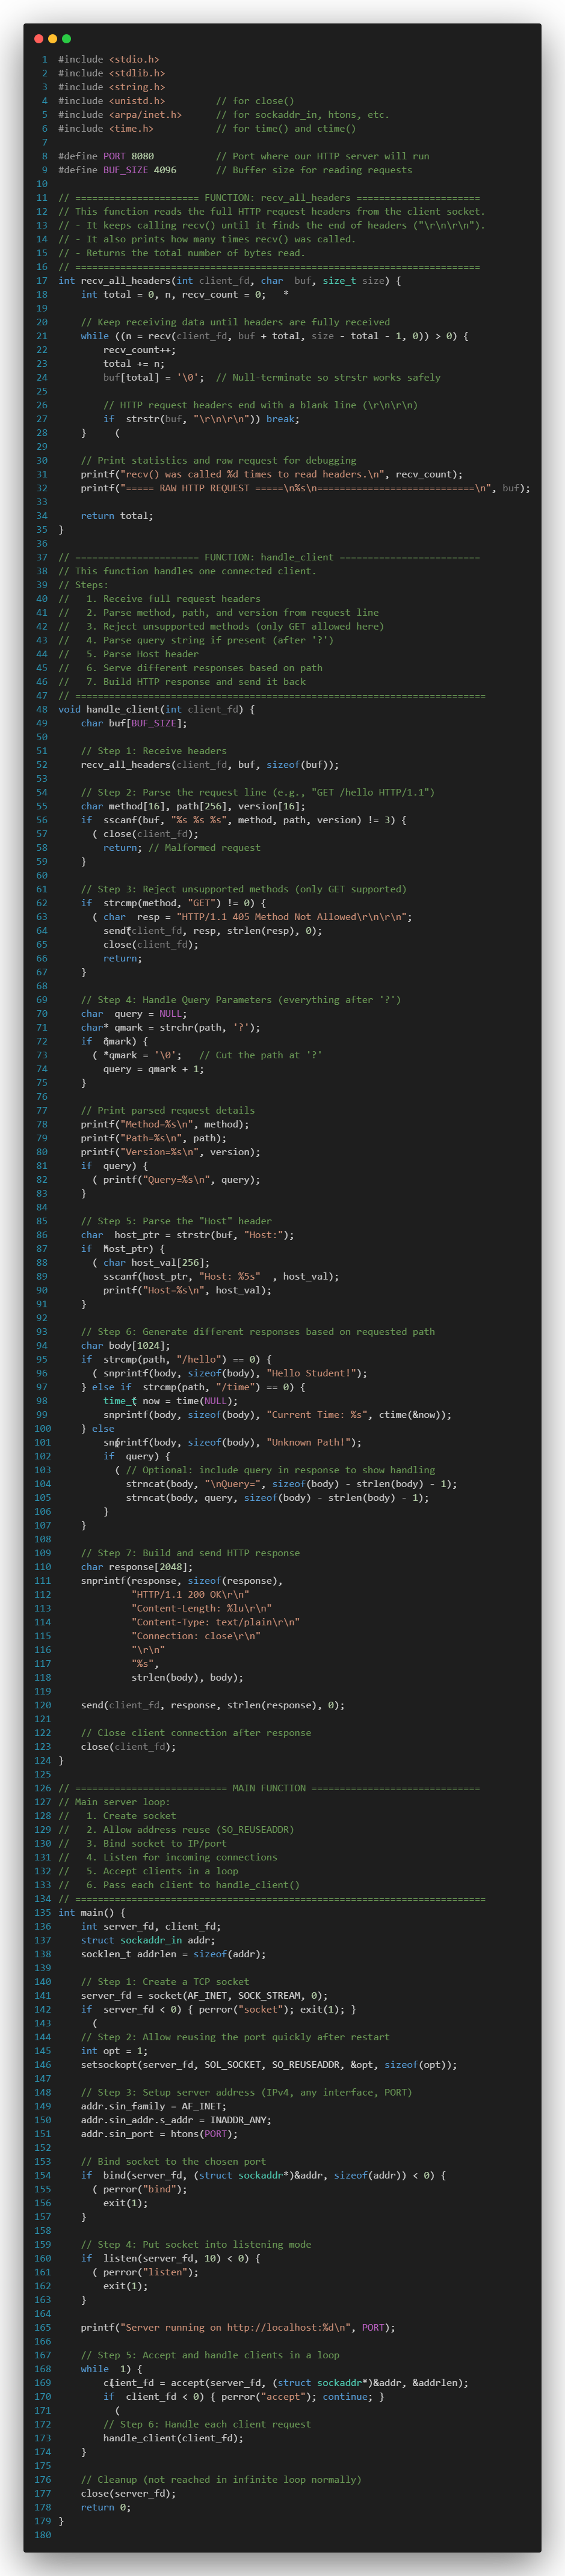 1 #include <stdio.h>
2 #include <stdlib.h>
3 #include <string.h>
4 #include <unistd.h>         // for close()
5 #include <arpa/inet.h>      // for sockaddr_in, htons, etc.
6 #include <time.h>           // for time() and ctime()
7
8 #define PORT 8080           // Port where our HTTP server will run
9 #define BUF_SIZE 4096       // Buffer size for reading requests
10
11 // ====================== FUNCTION: recv_all_headers ======================
12 // This function reads the full HTTP request headers from the client socket.
13 // - It keeps calling recv() until it finds the end of headers ("\r\n\r\n").
14 // - It also prints how many times recv() was called.
15 // - Returns the total number of bytes read.
16 // ========================================================================
17 int recv_all_headers(int client_fd, char  buf, size_t size) {
18     int total = 0, n, recv_count = 0;   *
19
20     // Keep receiving data until headers are fully received
21     while ((n = recv(client_fd, buf + total, size - total - 1, 0)) > 0) {
22         recv_count++;
23         total += n;
24         buf[total] = '\0';  // Null-terminate so strstr works safely
25
26         // HTTP request headers end with a blank line (\r\n\r\n)
27         if  strstr(buf, "\r\n\r\n")) break;
28     }     (
29
30     // Print statistics and raw request for debugging
31     printf("recv() was called %d times to read headers.\n", recv_count);
32     printf("===== RAW HTTP REQUEST =====\n%s\n============================\n", buf);
33
34     return total;
35 }
36
37 // ====================== FUNCTION: handle_client =========================
38 // This function handles one connected client.
39 // Steps:
40 //   1. Receive full request headers
41 //   2. Parse method, path, and version from request line
42 //   3. Reject unsupported methods (only GET allowed here)
43 //   4. Parse query string if present (after '?')
44 //   5. Parse Host header
45 //   6. Serve different responses based on path
46 //   7. Build HTTP response and send it back
47 // =========================================================================
48 void handle_client(int client_fd) {
49     char buf[BUF_SIZE];
50
51     // Step 1: Receive headers
52     recv_all_headers(client_fd, buf, sizeof(buf));
53
54     // Step 2: Parse the request line (e.g., "GET /hello HTTP/1.1")
55     char method[16], path[256], version[16];
56     if  sscanf(buf, "%s %s %s", method, path, version) != 3) {
57       ( close(client_fd);
58         return; // Malformed request
59     }
60
61     // Step 3: Reject unsupported methods (only GET supported)
62     if  strcmp(method, "GET") != 0) {
63       ( char  resp = "HTTP/1.1 405 Method Not Allowed\r\n\r\n";
64         send(*client_fd, resp, strlen(resp), 0);
65         close(client_fd);
66         return;
67     }
68
69     // Step 4: Handle Query Parameters (everything after '?')
70     char  query = NULL;
71     char* qmark = strchr(path, '?');
72     if  *qmark) {
73       ( *qmark = '\0';   // Cut the path at '?'
74         query = qmark + 1;
75     }
76
77     // Print parsed request details
78     printf("Method=%s\n", method);
79     printf("Path=%s\n", path);
80     printf("Version=%s\n", version);
81     if  query) {
82       ( printf("Query=%s\n", query);
83     }
84
85     // Step 5: Parse the "Host" header
86     char  host_ptr = strstr(buf, "Host:");
87     if  *host_ptr) {
88       ( char host_val[256];
89         sscanf(host_ptr, "Host: %5s"  , host_val);
90         printf("Host=%s\n", host_val);
91     }
92
93     // Step 6: Generate different responses based on requested path
94     char body[1024];
95     if  strcmp(path, "/hello") == 0) {
96       ( snprintf(body, sizeof(body), "Hello Student!");
97     } else if  strcmp(path, "/time") == 0) {
98         time_t( now = time(NULL);
99         snprintf(body, sizeof(body), "Current Time: %s", ctime(&now));
100     } else
101         sn{printf(body, sizeof(body), "Unknown Path!");
102         if  query) {
103           ( // Optional: include query in response to show handling
104             strncat(body, "\nQuery=", sizeof(body) - strlen(body) - 1);
105             strncat(body, query, sizeof(body) - strlen(body) - 1);
106         }
107     }
108
109     // Step 7: Build and send HTTP response
110     char response[2048];
111     snprintf(response, sizeof(response),
112              "HTTP/1.1 200 OK\r\n"
113              "Content-Length: %lu\r\n"
114              "Content-Type: text/plain\r\n"
115              "Connection: close\r\n"
116              "\r\n"
117              "%s",
118              strlen(body), body);
119
120     send(client_fd, response, strlen(response), 0);
121
122     // Close client connection after response
123     close(client_fd);
124 }
125
126 // =========================== MAIN FUNCTION ==============================
127 // Main server loop:
128 //   1. Create socket
129 //   2. Allow address reuse (SO_REUSEADDR)
130 //   3. Bind socket to IP/port
131 //   4. Listen for incoming connections
132 //   5. Accept clients in a loop
133 //   6. Pass each client to handle_client()
134 // =========================================================================
135 int main() {
136     int server_fd, client_fd;
137     struct sockaddr_in addr;
138     socklen_t addrlen = sizeof(addr);
139
140     // Step 1: Create a TCP socket
141     server_fd = socket(AF_INET, SOCK_STREAM, 0);
142     if  server_fd < 0) { perror("socket"); exit(1); }
143       (
144     // Step 2: Allow reusing the port quickly after restart
145     int opt = 1;
146     setsockopt(server_fd, SOL_SOCKET, SO_REUSEADDR, &opt, sizeof(opt));
147
148     // Step 3: Setup server address (IPv4, any interface, PORT)
149     addr.sin_family = AF_INET;
150     addr.sin_addr.s_addr = INADDR_ANY;
151     addr.sin_port = htons(PORT);
152
153     // Bind socket to the chosen port
154     if  bind(server_fd, (struct sockaddr*)&addr, sizeof(addr)) < 0) {
155       ( perror("bind");
156         exit(1);
157     }
158
159     // Step 4: Put socket into listening mode
160     if  listen(server_fd, 10) < 0) {
161       ( perror("listen");
162         exit(1);
163     }
164
165     printf("Server running on http://localhost:%d\n", PORT);
166
167     // Step 5: Accept and handle clients in a loop
168     while  1) {
169         c(lient_fd = accept(server_fd, (struct sockaddr*)&addr, &addrlen);
170         if  client_fd < 0) { perror("accept"); continue; }
171           (
172         // Step 6: Handle each client request
173         handle_client(client_fd);
174     }
175
176     // Cleanup (not reached in infinite loop normally)
177     close(server_fd);
178     return 0;
179 }
180